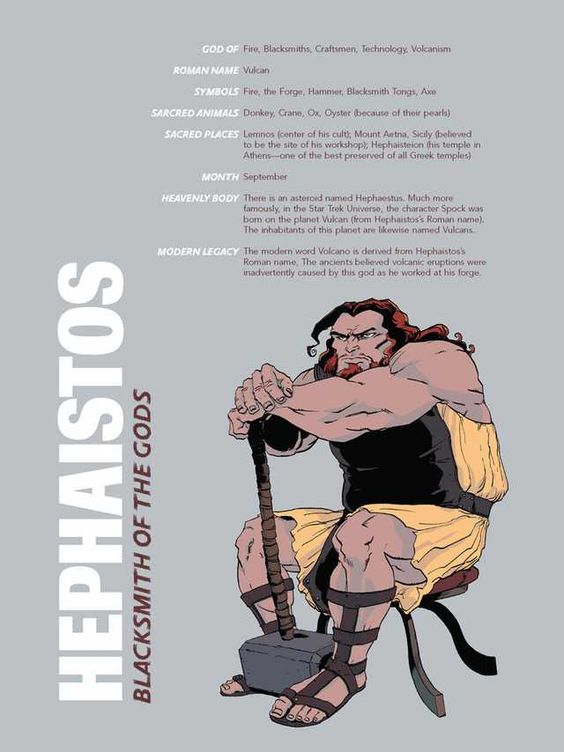 GOD OF Fire, Blacksmiths, Craftsmen, Technology, Volcanism
ROMAN NAME Vulcan
SYMBOLS Fire, the Forge, Hammer, Blacksmith Tongs, Axe
SARCRED ANIMALS Donkey, Crane, Ox, Oyster (because of their pearls)
SACRED PLACES Lemnos (center of his cult); Mount Aetna, Sicily (believed
to be the site of his workshop); Hephaisteion (his temple in
Athens—one of the best preserved of all Greek temples)
MONTH September
HEAVENLY BODY There is an asteroid named Hephaestus. Much more
famously, in the Star Trek Universe, the character Spock was
born on the planet Vulcan (from Hephaistos's Roman name).
The inhabitants of this planet are likewise named Vulcans.
MODERN LEGACY The modern word Volcano is derived from Hephaistos's
Roman name, The ancients believed volcanic eruptions were
inadvertently caused by this god as he worked at his forge.
HEPHAISTOS
BLACKSMITH OF THE GODS